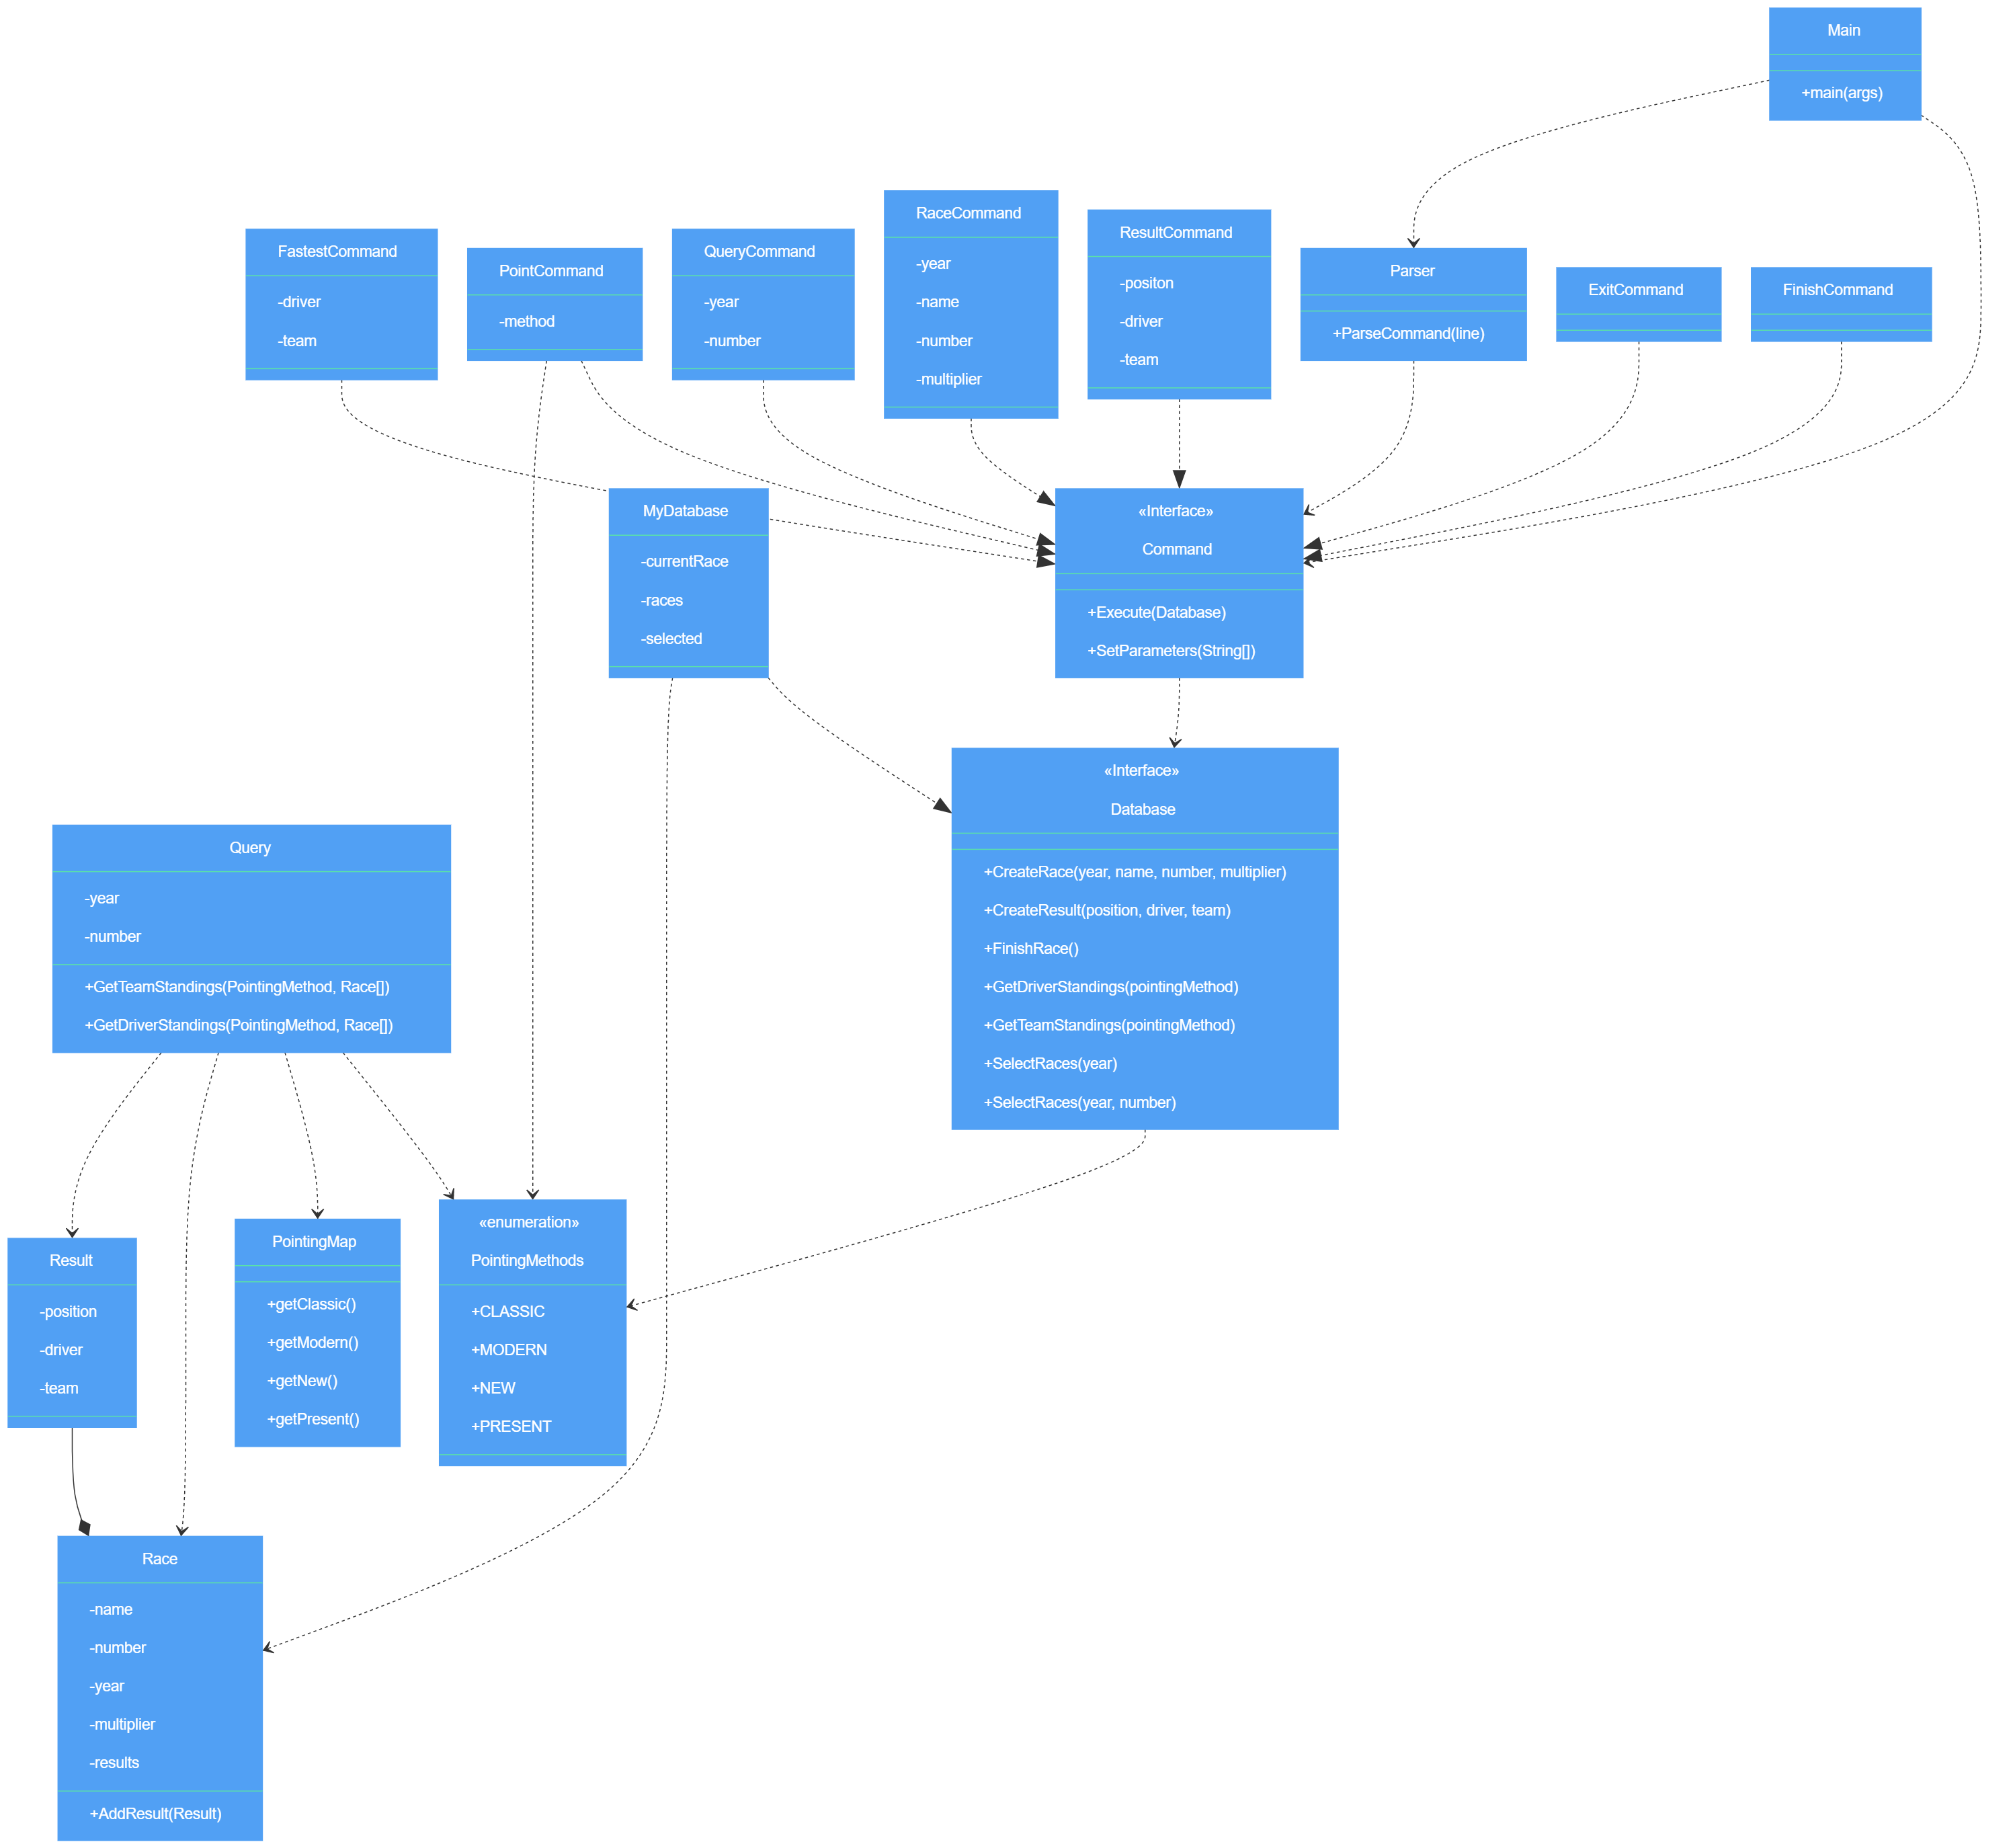 Main
+main(args)
FastestCommand
-driver
-team
PointCommand
-method
QueryCommand
-year
-number
RaceCommand
-year
-name
-number
-multiplier
ResultCommand
-positon
-driver
-team
Parser
+ParseCommand(line)
ExitCommand
FinishCommand
MyDatabase
-currentRace
-races
-selected
«Interface»
Command
+Execute(Database)
+SetParameters(String[])
«Interface»
Database
+CreateRace(year, name, number, multiplier)
+CreateResult(position, driver, team)
+FinishRace()
+GetDriverStandings(pointingMethod)
+GetTeamStandings(pointingMethod)
+SelectRaces(year)
+SelectRaces(year, number)
Query
-year
-number
+GetTeamStandings(PointingMethod, Race[])
+GetDriverStandings(PointingMethod, Race[])
Result
-position
-driver
-team
PointingMap
+getClassic()
+getModern()
+getNew()
+getPresent()
«enumeration»
PointingMethods
+CLASSIC
+MODERN
+NEW
+PRESENT
Race
-name
-number
-year
-multiplier
-results
+AddResult(Result)